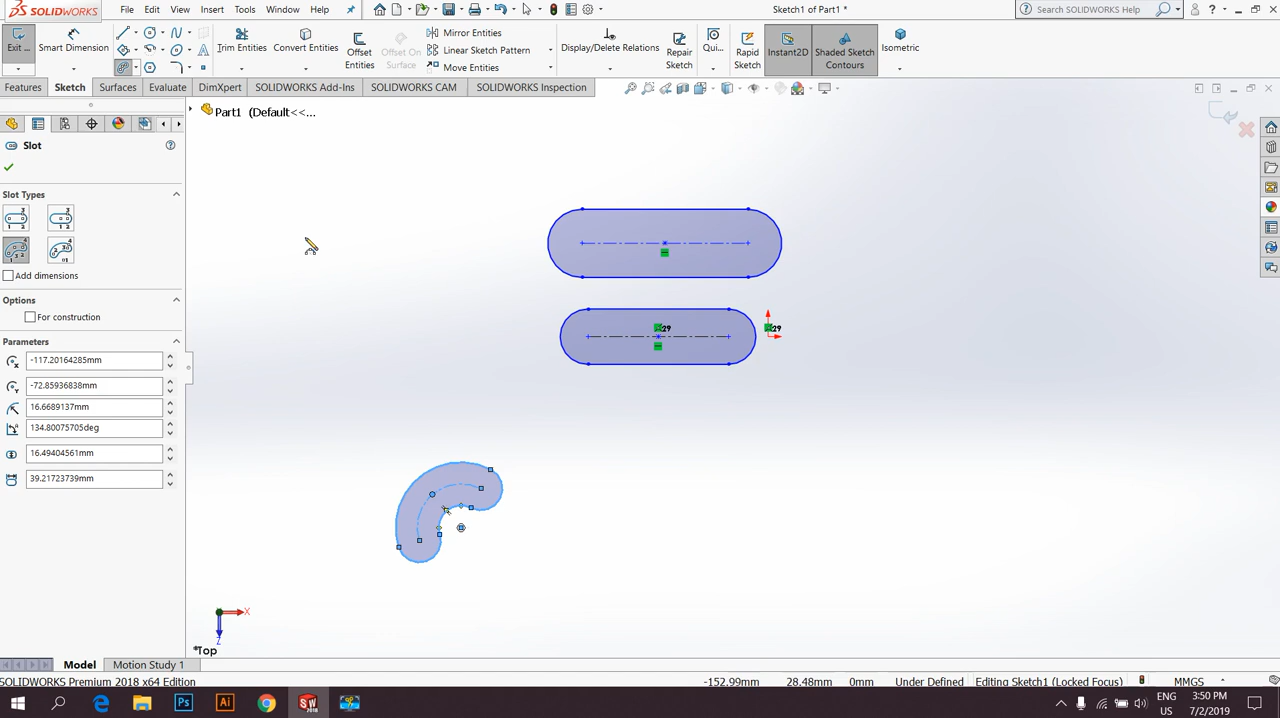 SOLIDWORKS File Edit View Insert Tools Window Help Sketch1 of Part1 * Search SOLIDWORKS Help
Exit ... Smart Dimension Trim Entities Convert Entities Offset Entities Offset On Surface Mirror Entities Linear Sketch Pattern Move Entities Display/Delete Relations Repair Sketch Qui... Rapid Sketch Instant2D Shaded Sketch Contours Isometric
Features Sketch Surfaces Evaluate DimXpert SOLIDWORKS Add-Ins SOLIDWORKS CAM SOLIDWORKS Inspection
Part1 (Default<<...
Slot
Slot Types
Add dimensions
Options
For construction
Parameters
-117.20164285mm
-72.85936838mm
16.6689137mm
134.80075705deg
16.49404561mm
39.21723739mm
29
29
X
Z
*Top
Model Motion Study 1
SOLIDWORKS Premium 2018 x64 Edition -152.99mm 28.48mm 0mm Under Defined Editing Sketch1 (Locked Focus) MMGS
ENG
US
3:50 PM
7/2/2019